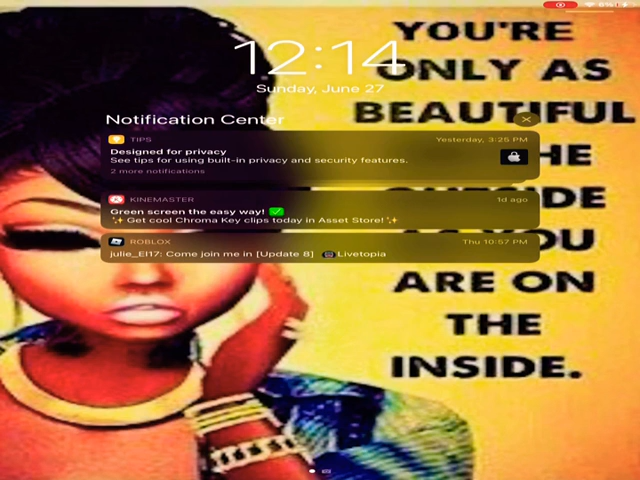 6%
YOU'RE
12:14
ONLY AS
Sunday, June 27
BEAUTIFUL
Notification Center
TIPS
Yesterday, 3:25 PM
Designed for privacy
See tips for using built-in privacy and security features.
2 more notifications
HE
KINEMASTER
1d ago
Green screen the easy way! ✅
✨ Get cool Chroma Key clips today in Asset Store! ✨
ROBLOX
Thu 10:57 PM
julie_El17: Come join me in [Update 8] 📷Livetopia
YOU
ARE ON
THE
INSIDE.